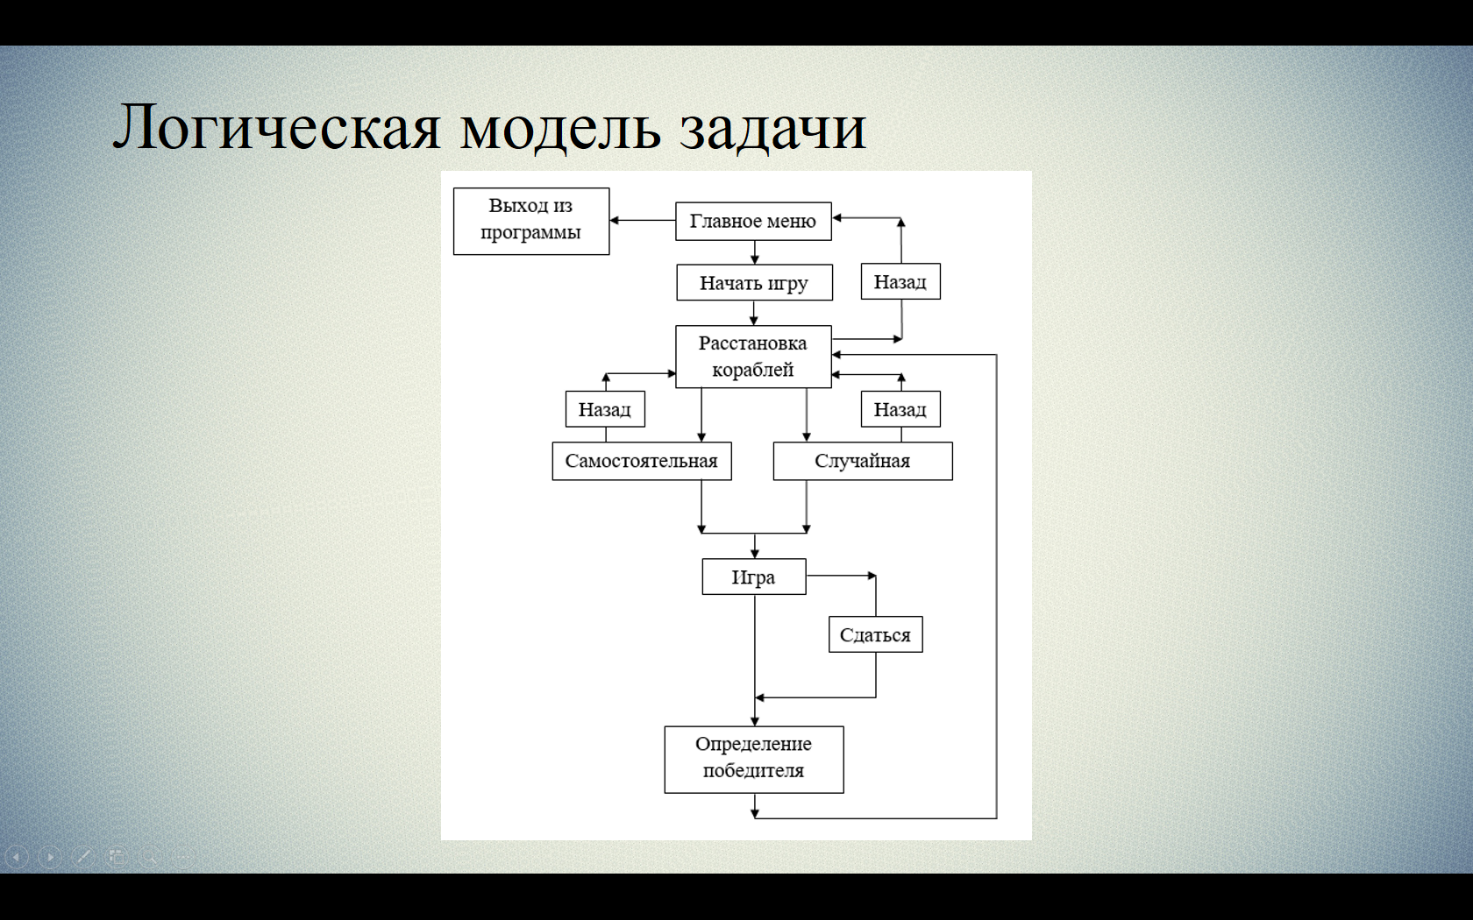 Логическая модель задачи
Выход из
программы
Главное меню
Начать игру
Назад
Расстановка
кораблей
Назад
Назад
Самостоятельная
Случайная
Игра
Сдаться
Определение
победителя